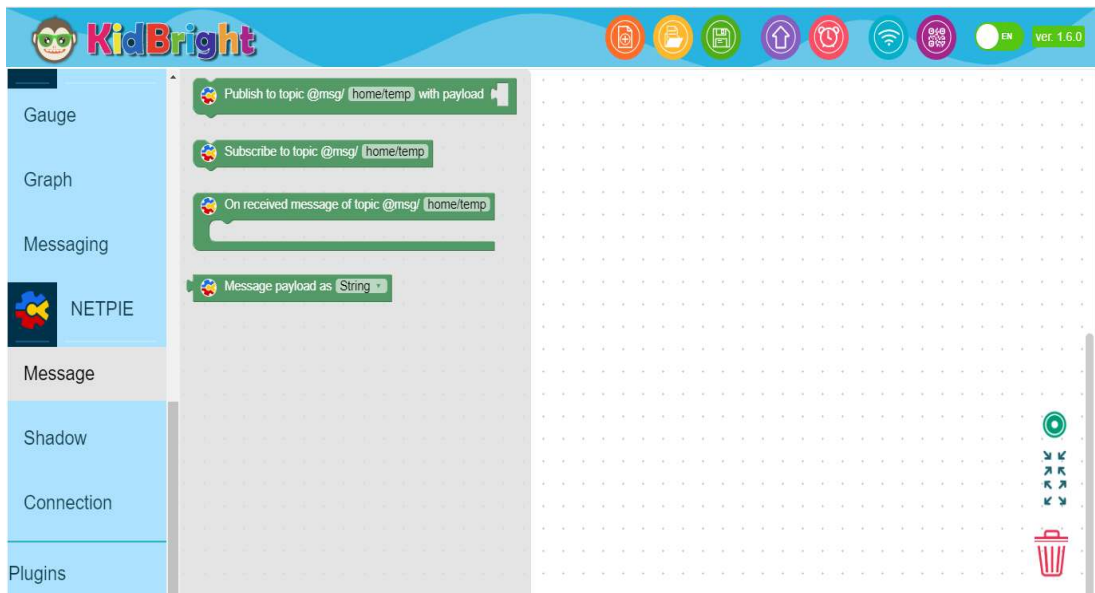 KidBright
EN
ver. 1.6.0
Gauge
Graph
Messaging
NETPIE
Message
Shadow
Connection
Plugins
Publish to topic @msg/ home/temp with payload
Subscribe to topic @msg/ home/temp
On received message of topic @msg/ home/temp
Message payload as String